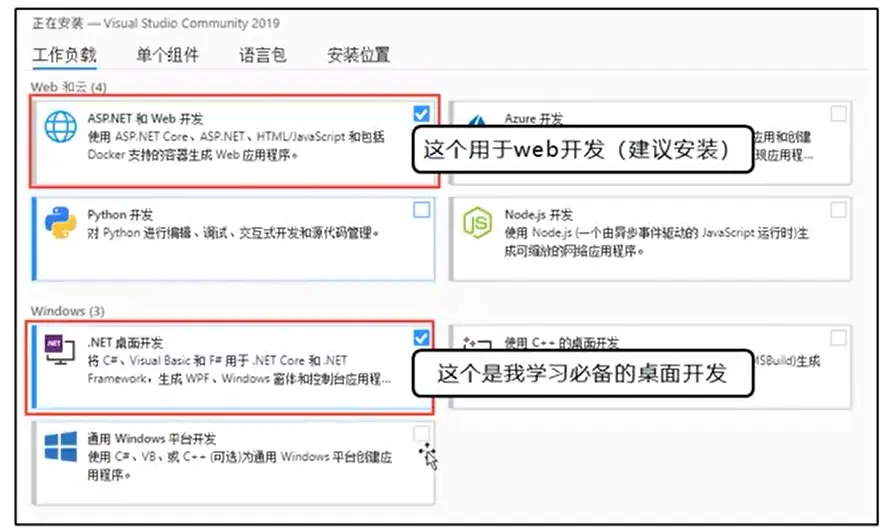 正在安装 — Visual Studio Community 2019
工作负载 单个组件 语言包 安装位置
Web 和云 (4)
ASP.NET 和 Web 开发
使用 ASP.NET Core、ASP.NET、HTML/JavaScript 和包括
Docker 支持的容器生成 Web 应用程序。
Azure 开发
应用和创建
现应用程...
这个用于web开发（建议安装）
Python 开发
对 Python 进行编辑、调试、交互式开发和源代码管理。
Node.js 开发
使用 Node.js (一个由异步事件驱动的 JavaScript 运行时)生
成可缩放的网络应用程序。
Windows (3)
.NET 桌面开发
将 C#、Visual Basic 和 F# 用于 .NET Core 和 .NET
Framework，生成 WPF、Windows 窗体和控制台应用程...
使用 C++ 的桌面开发
MSBuild)生成
这个是我学习必备的桌面开发
通用 Windows 平台开发
使用 C#、VB、或 C++ (可选)为通用 Windows 平台创建应
用程序。